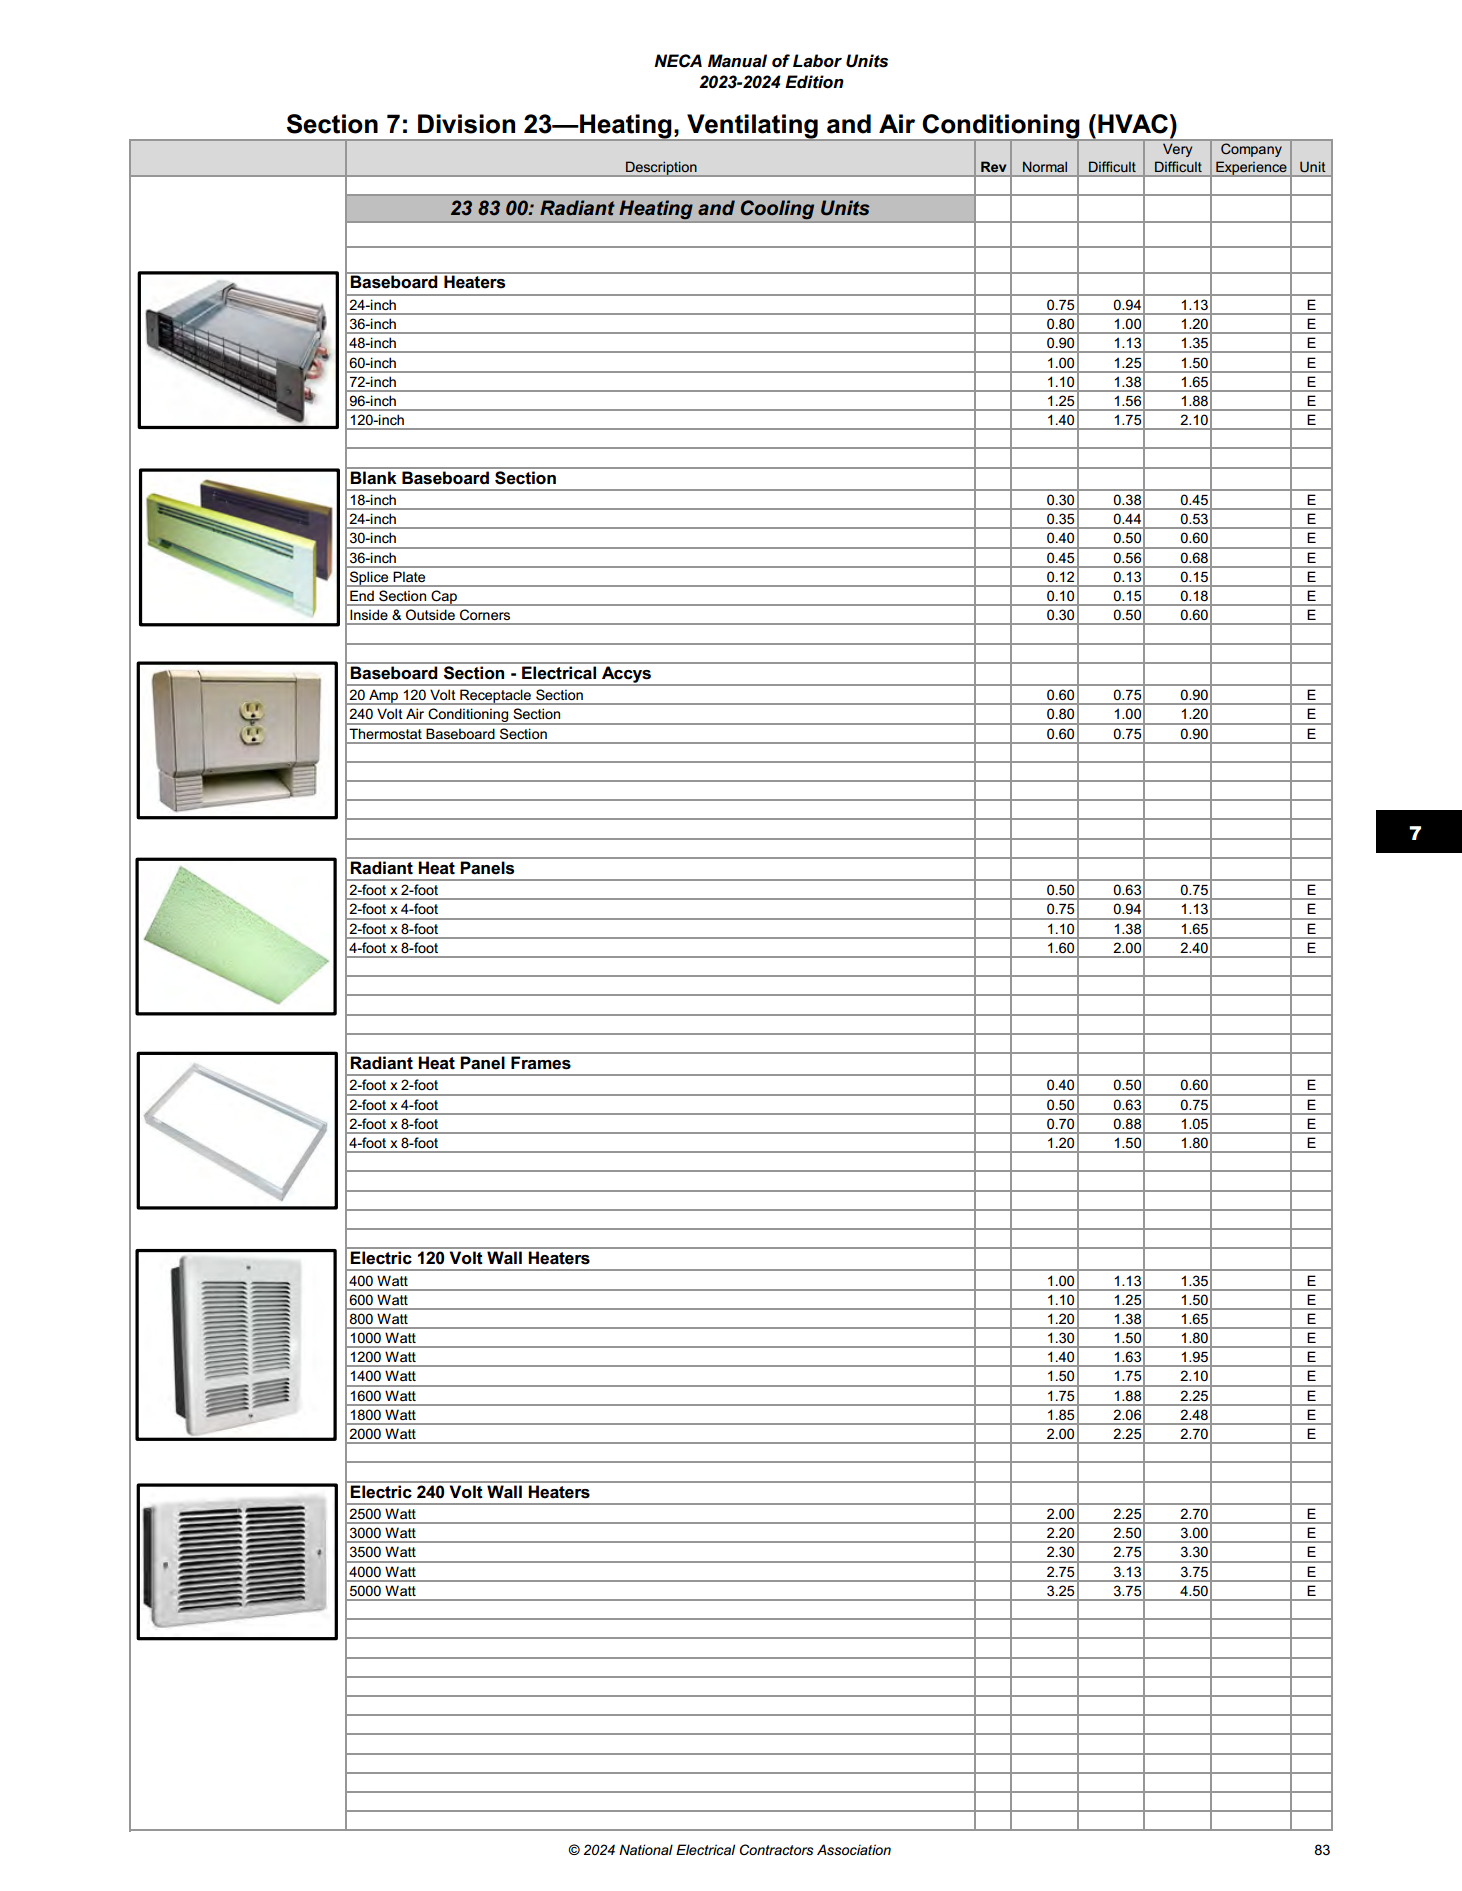 NECA Manual of Labor Units
2023-2024 Edition
Section 7: Division 23—Heating, Ventilating and Air Conditioning (HVAC)
Description Rev Normal Difficult Very Difficult Company Experience Unit
23 83 00: Radiant Heating and Cooling Units
Baseboard Heaters
24-inch 0.75 0.94 1.13 E
36-inch 0.80 1.00 1.20 E
48-inch 0.90 1.13 1.35 E
60-inch 1.00 1.25 1.50 E
72-inch 1.10 1.38 1.65 E
96-inch 1.25 1.56 1.88 E
120-inch 1.40 1.75 2.10 E
Blank Baseboard Section
18-inch 0.30 0.38 0.45 E
24-inch 0.35 0.44 0.53 E
30-inch 0.40 0.50 0.60 E
36-inch 0.45 0.56 0.68 E
Splice Plate 0.12 0.13 0.15 E
End Section Cap 0.10 0.15 0.18 E
Inside & Outside Corners 0.30 0.50 0.60 E
Baseboard Section - Electrical Accys
20 Amp 120 Volt Receptacle Section 0.60 0.75 0.90 E
240 Volt Air Conditioning Section 0.80 1.00 1.20 E
Thermostat Baseboard Section 0.60 0.75 0.90 E
7
Radiant Heat Panels
2-foot x 2-foot 0.50 0.63 0.75 E
2-foot x 4-foot 0.75 0.94 1.13 E
2-foot x 8-foot 1.10 1.38 1.65 E
4-foot x 8-foot 1.60 2.00 2.40 E
Radiant Heat Panel Frames
2-foot x 2-foot 0.40 0.50 0.60 E
2-foot x 4-foot 0.50 0.63 0.75 E
2-foot x 8-foot 0.70 0.88 1.05 E
4-foot x 8-foot 1.20 1.50 1.80 E
Electric 120 Volt Wall Heaters
400 Watt 1.00 1.13 1.35 E
600 Watt 1.10 1.25 1.50 E
800 Watt 1.20 1.38 1.65 E
1000 Watt 1.30 1.50 1.80 E
1200 Watt 1.40 1.63 1.95 E
1400 Watt 1.50 1.75 2.10 E
1600 Watt 1.75 1.88 2.25 E
1800 Watt 1.85 2.06 2.48 E
2000 Watt 2.00 2.25 2.70 E
Electric 240 Volt Wall Heaters
2500 Watt 2.00 2.25 2.70 E
3000 Watt 2.20 2.50 3.00 E
3500 Watt 2.30 2.75 3.30 E
4000 Watt 2.75 3.13 3.75 E
5000 Watt 3.25 3.75 4.50 E
© 2024 National Electrical Contractors Association 83